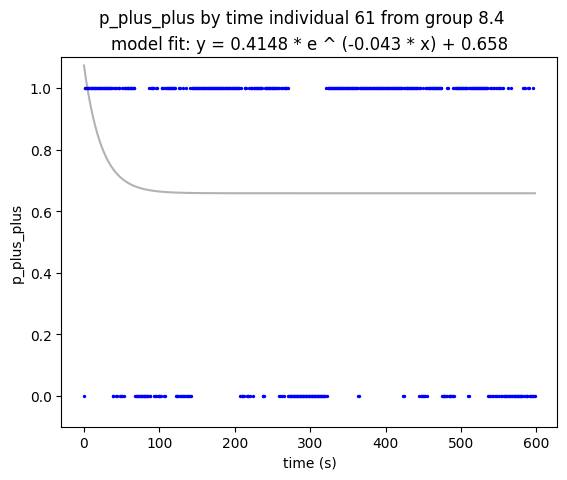 p_plus_plus by time individual 61 from group 8.4
model fit: y = 0.4148 * e ^ (-0.043 * x) + 0.658
1.0
0.8
0.6
0.4
0.2
0.0
p_plus_plus
0 100 200 300 400 500 600
time (s)